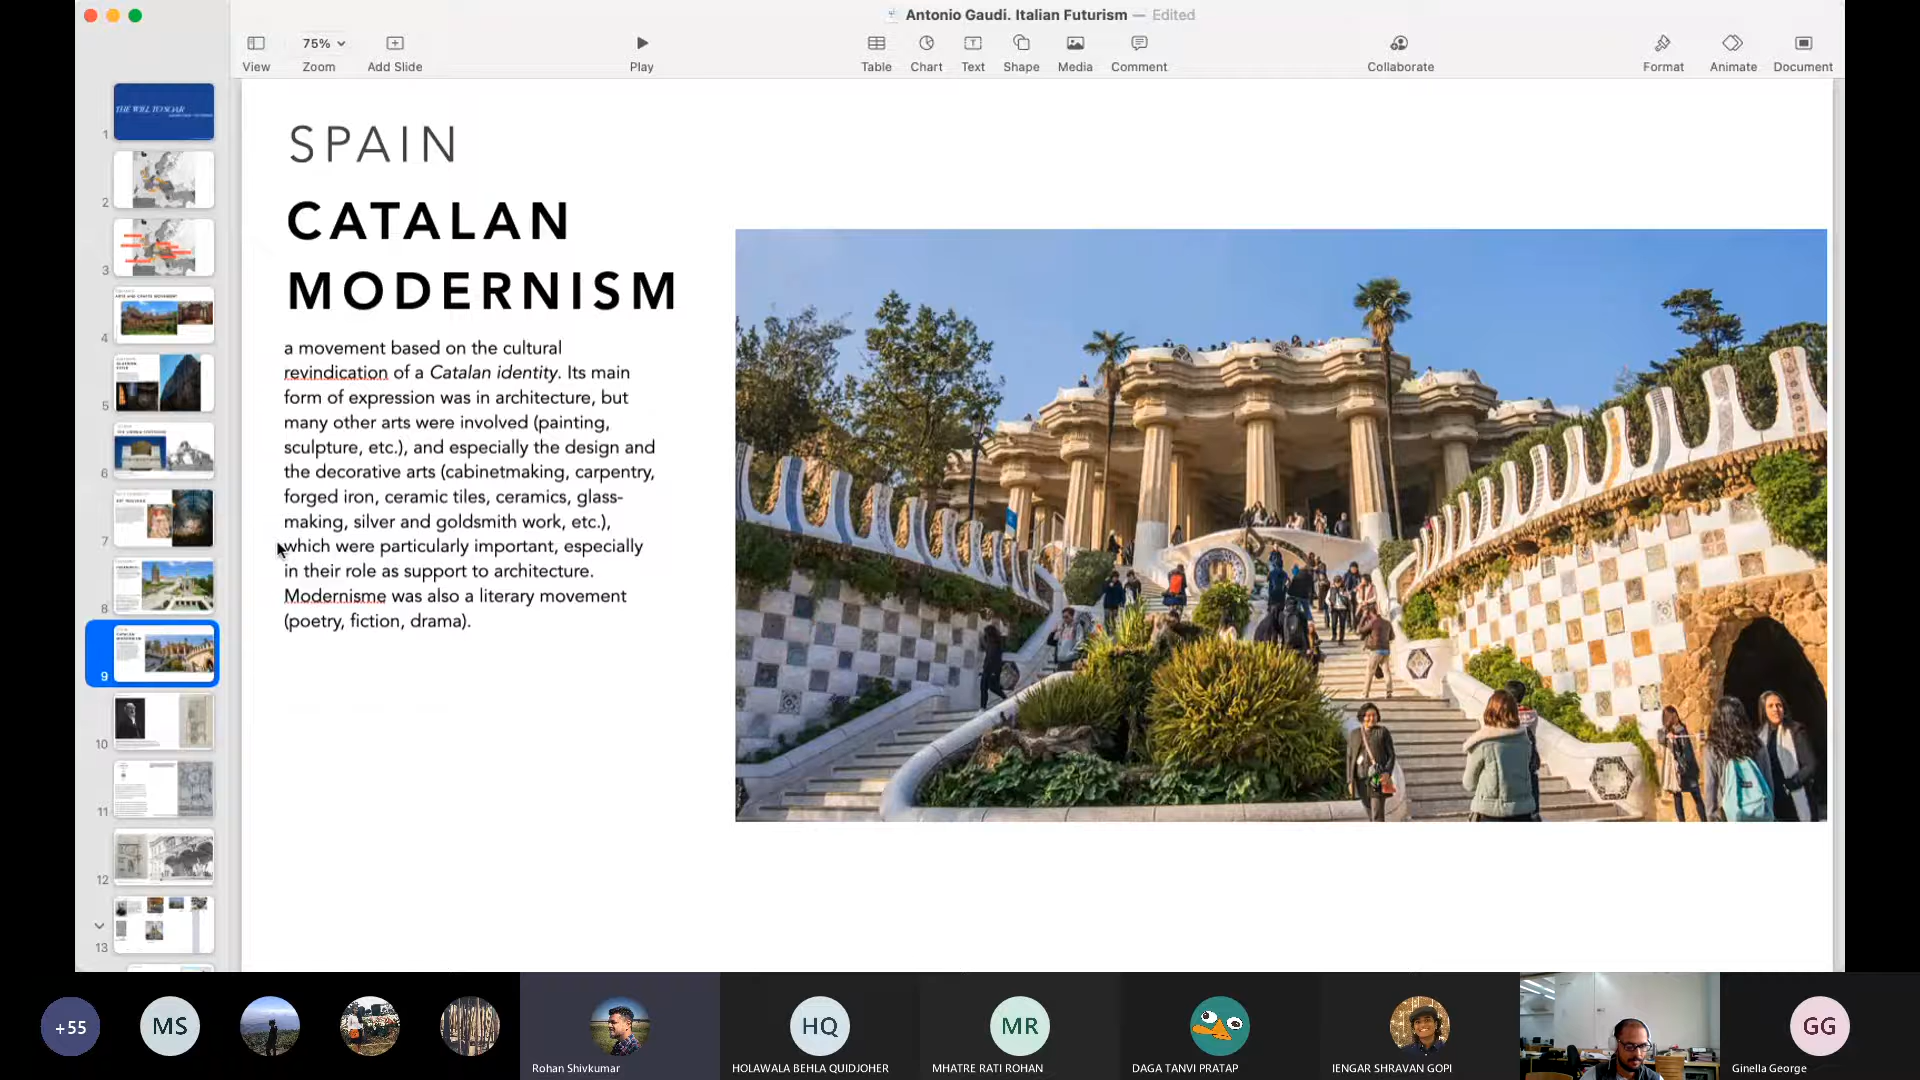 Antonio Gaudi. Italian Futurism — Edited
75%
View
Zoom
Add Slide
Play
Table
Chart
Text
Shape
Media
Comment
Collaborate
Format
Animate
Document
THE WILL TO SOAR
1
2
3
4
5
6
7
8
9
10
11
12
13
SPAIN
CATALAN
MODERNISM
a movement based on the cultural
revindication of a Catalan identity. Its main
form of expression was in architecture, but
many other arts were involved (painting,
sculpture, etc.), and especially the design and
the decorative arts (cabinetmaking, carpentry,
forged iron, ceramic tiles, ceramics, glass-
making, silver and goldsmith work, etc.),
which were particularly important, especially
in their role as support to architecture.
Modernisme was also a literary movement
(poetry, fiction, drama).
+55
MS
HQ
MR
GG
Rohan Shivkumar
HOLAWALA BEHLA QUIDJOHER
MHATRE RATI ROHAN
DAGA TANVI PRATAP
IENGAR SHRAVAN GOPI
Ginella George